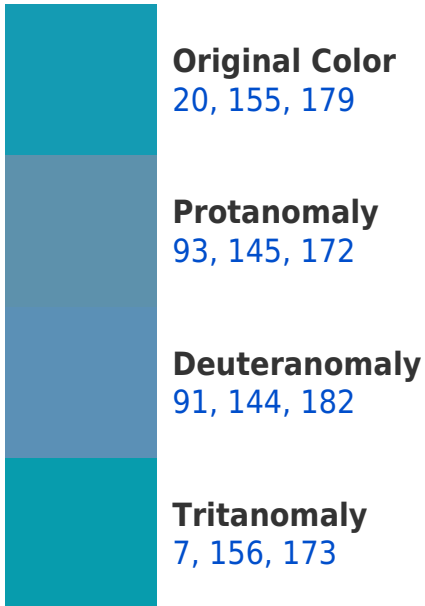 Original Color
20, 155, 179
Protanomaly
93, 145, 172
Deuteranomaly
91, 144, 182
Tritanomaly
7, 156, 173